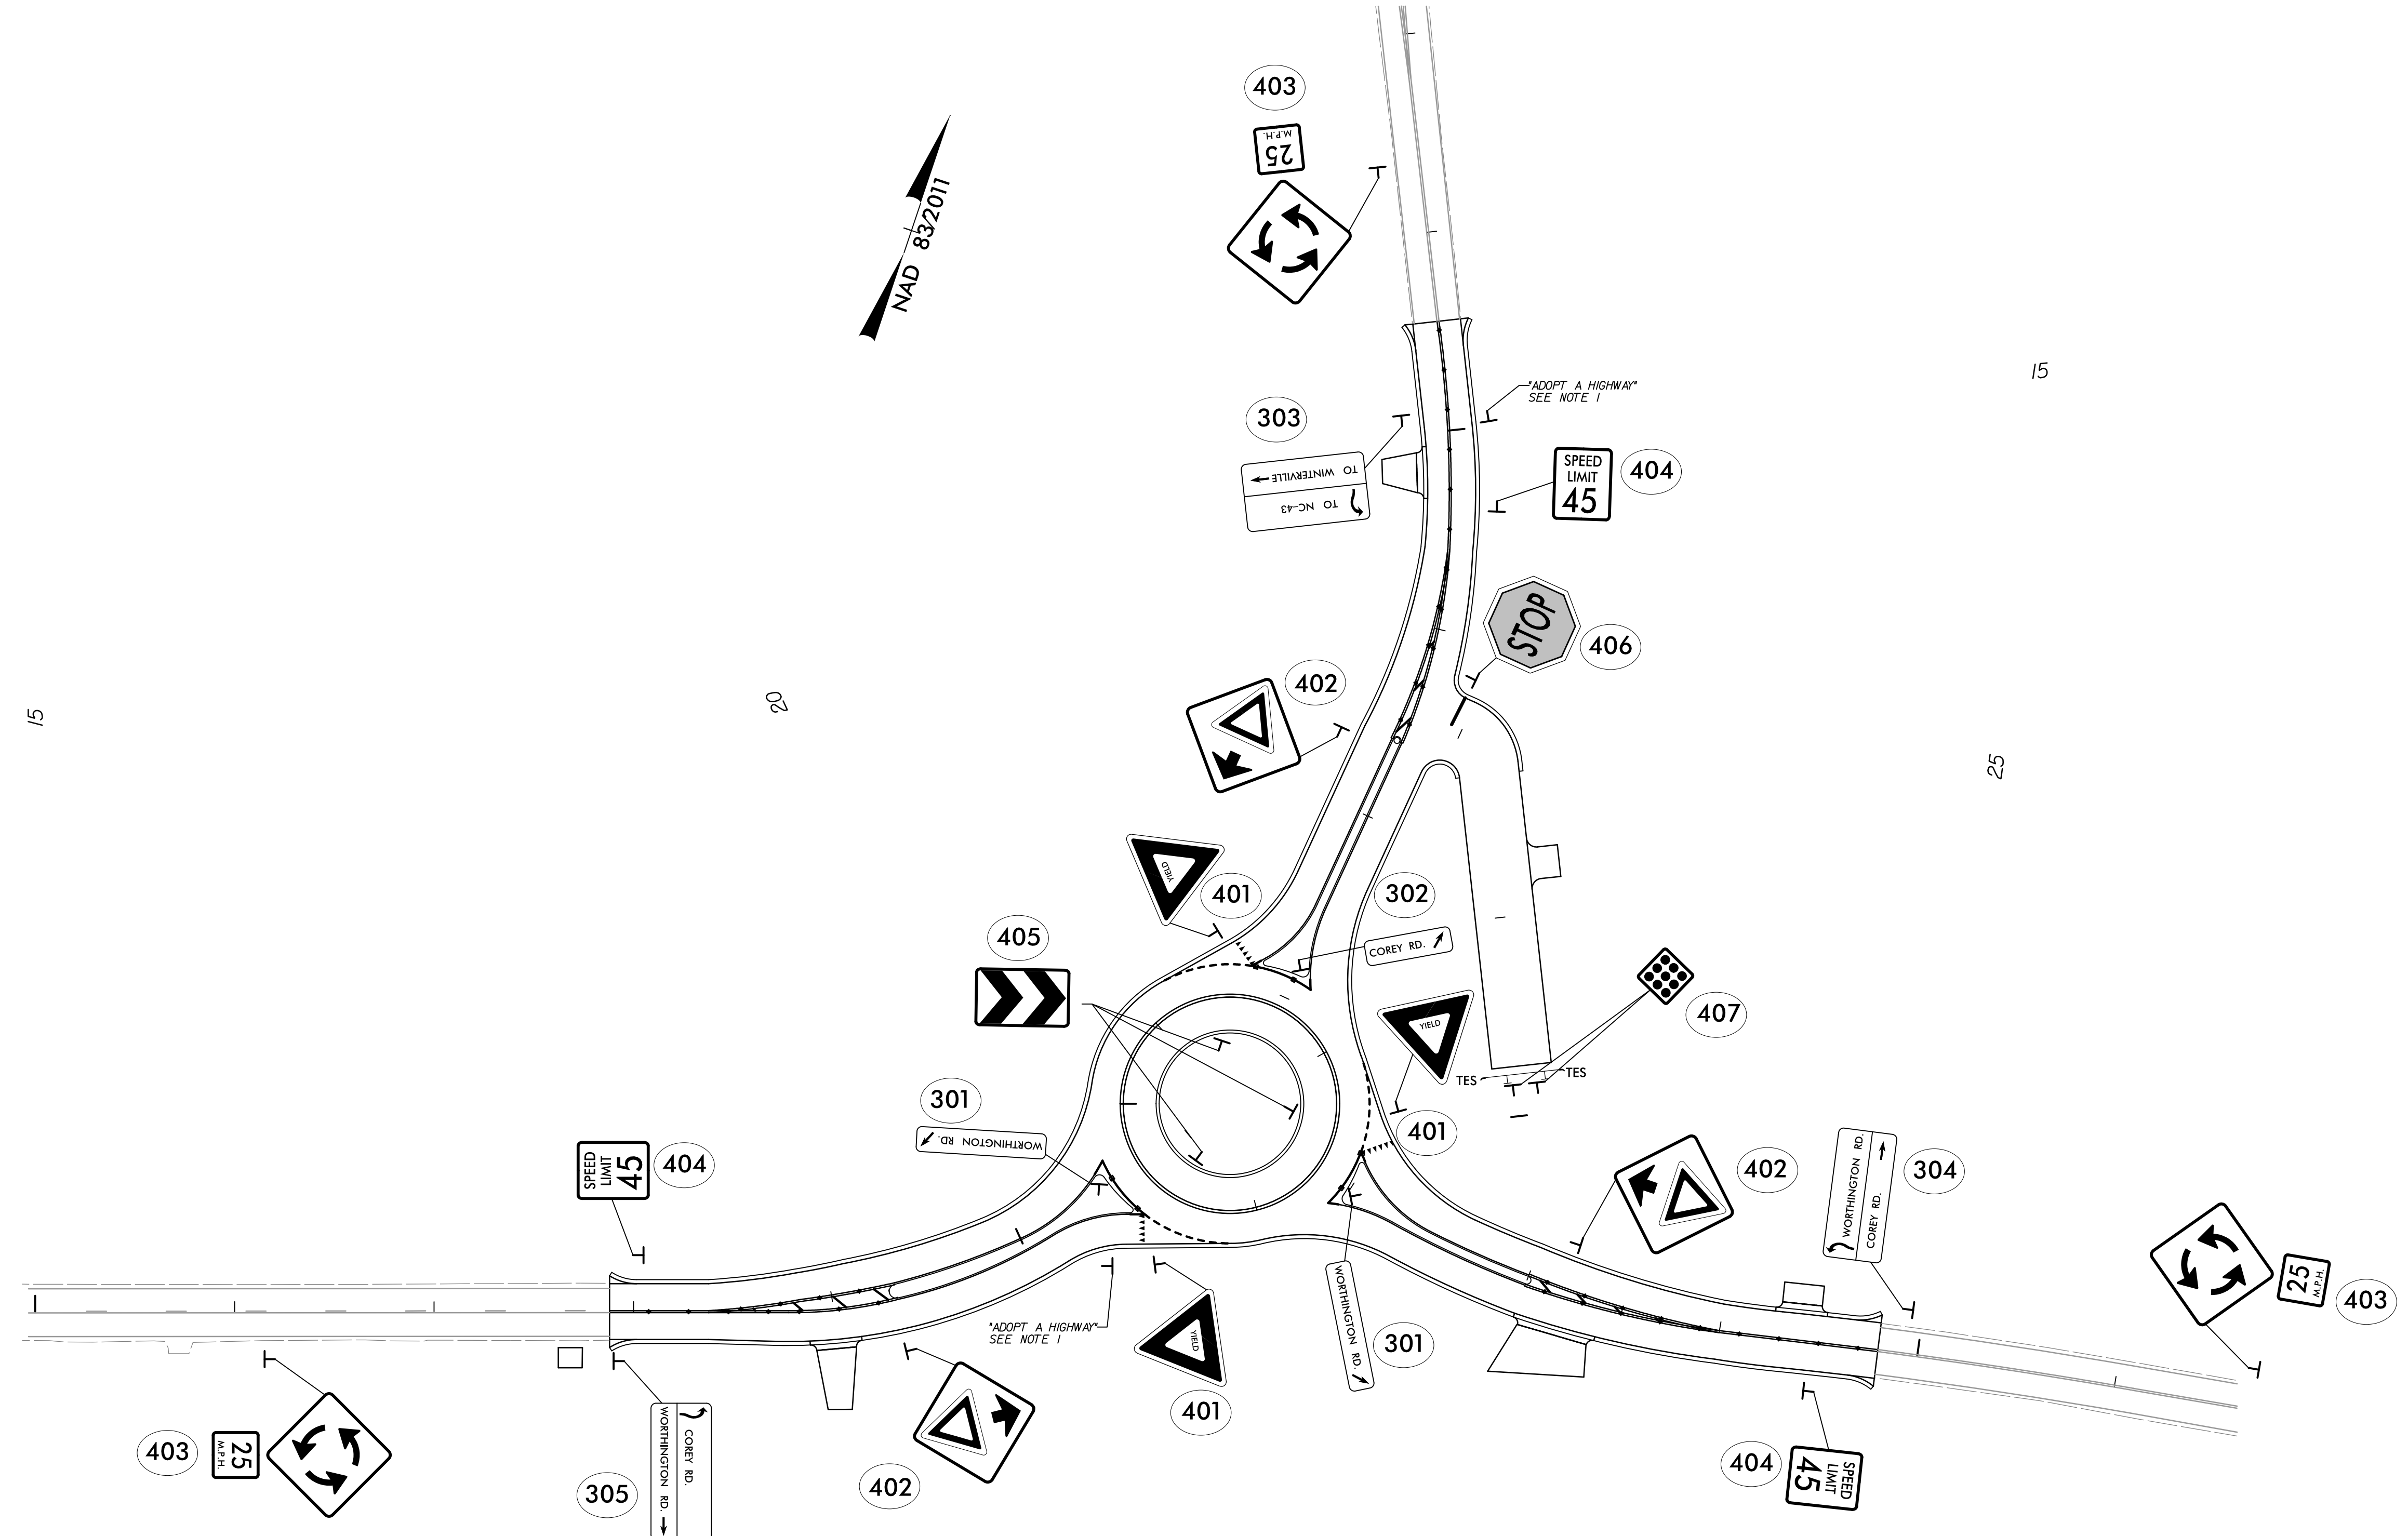 403
25
M.P.H.
NAD 83/2011
"ADOPT A HIGHWAY"
SEE NOTE 1
15
303
TO WINTERVILLE
TO NC-43
SPEED
LIMIT
45
404
STOP
406
402
15
20
25
YIELD
401
302
COREY RD.
405
YIELD
407
TES
TES
301
WORTHINGTON RD.
401
SPEED
LIMIT
45
404
402
WORTHINGTON RD.
COREY RD.
304
25
M.P.H.
403
"ADOPT A HIGHWAY"
SEE NOTE 1
YIELD
401
WORTHINGTON RD.
301
403
25
M.P.H.
305
COREY RD.
WORTHINGTON RD.
402
404
SPEED
LIMIT
45